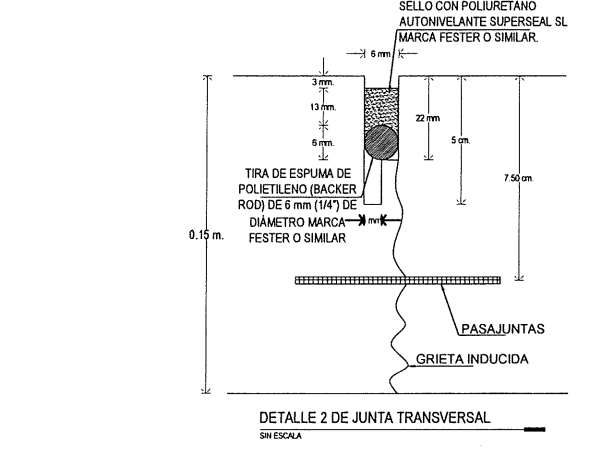 SELLO CON POLIURETANO
AUTONIVELANTE SUPERSEAL SL
MARCA FESTER O SIMILAR.
6 mm
3 mm.
13 mm.
6 mm.
22 mm
5 cm.
7.50 cm.
TIRA DE ESPUMA DE
POLIETILENO (BACKER
ROD) DE 6 mm (1/4") DE
DIÁMETRO MARCA
FESTER O SIMILAR
mm
0.15 m.
PASAJUNTAS
GRIETA INDUCIDA
DETALLE 2 DE JUNTA TRANSVERSAL
SIN ESCALA